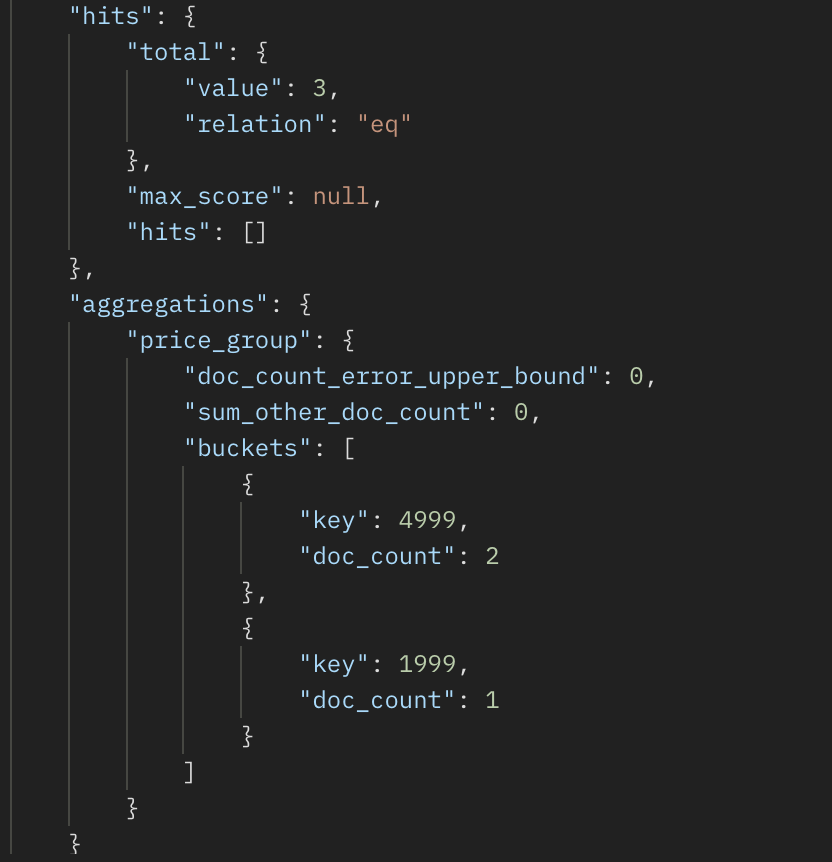 "hits": {
"total": {
"value": 3,
"relation": "eq"
},
"max_score": null,
"hits": []
},
"aggregations": {
"price_group": {
"doc_count_error_upper_bound": 0,
"sum_other_doc_count": 0,
"buckets": [
{
"key": 4999,
"doc_count": 2
},
{
"key": 1999,
"doc_count": 1
}
]
}
}